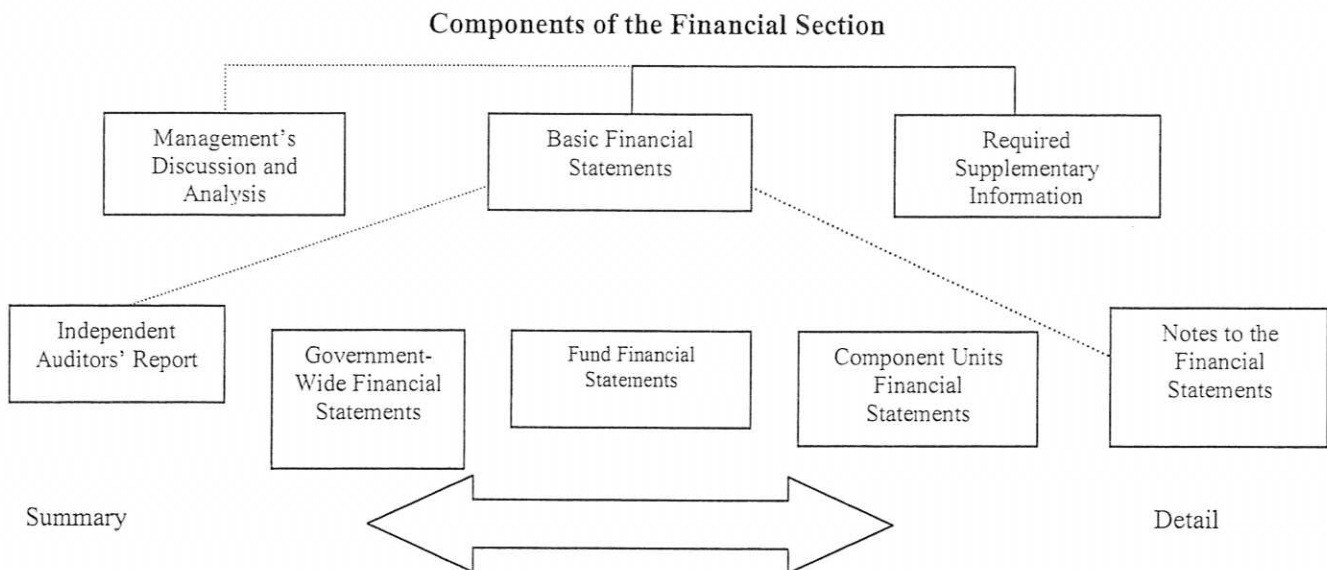 Components of the Financial Section
Management's
Discussion and
Analysis
Basic Financial
Statements
Required
Supplementary
Information
Independent
Auditors' Report
Government-
Wide Financial
Statements
Fund Financial
Statements
Component Units
Financial
Statements
Notes to the
Financial
Statements
Summary
Detail